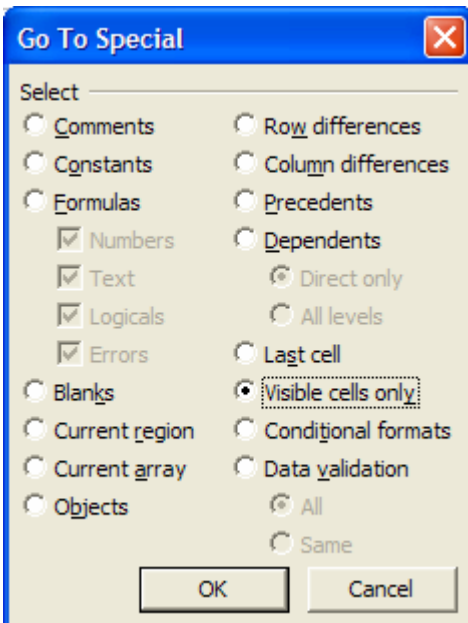 Go To Special
Select
Comments
Constants
Formulas
Numbers
Text
Logicals
Errors
Blanks
Current region
Current array
Objects
Row differences
Column differences
Precedents
Dependents
Direct only
All levels
Last cell
Visible cells only
Conditional formats
Data validation
All
Same
OK
Cancel